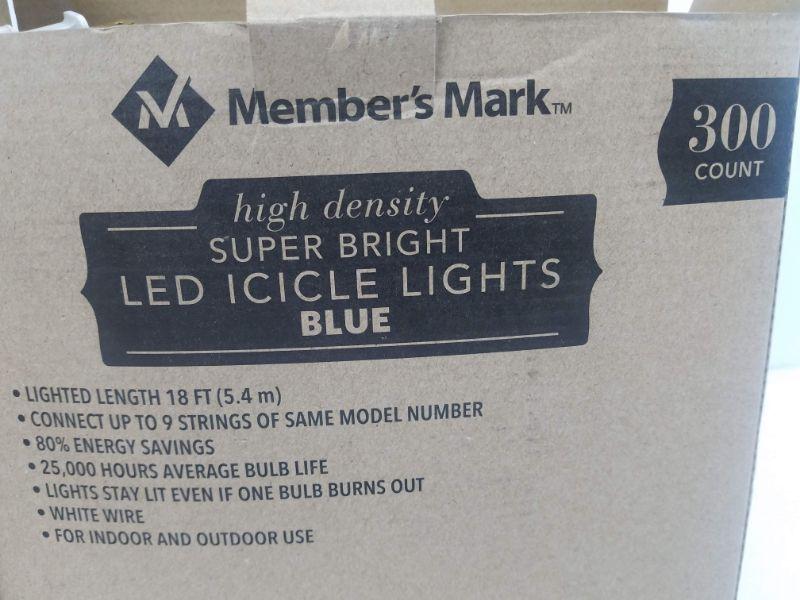 Member's Mark™
300
COUNT
high density
SUPER BRIGHT
LED ICICLE LIGHTS
BLUE
• LIGHTED LENGTH 18 FT (5.4 m)
• CONNECT UP TO 9 STRINGS OF SAME MODEL NUMBER
• 80% ENERGY SAVINGS
• 25,000 HOURS AVERAGE BULB LIFE
• LIGHTS STAY LIT EVEN IF ONE BULB BURNS OUT
• WHITE WIRE
• FOR INDOOR AND OUTDOOR USE